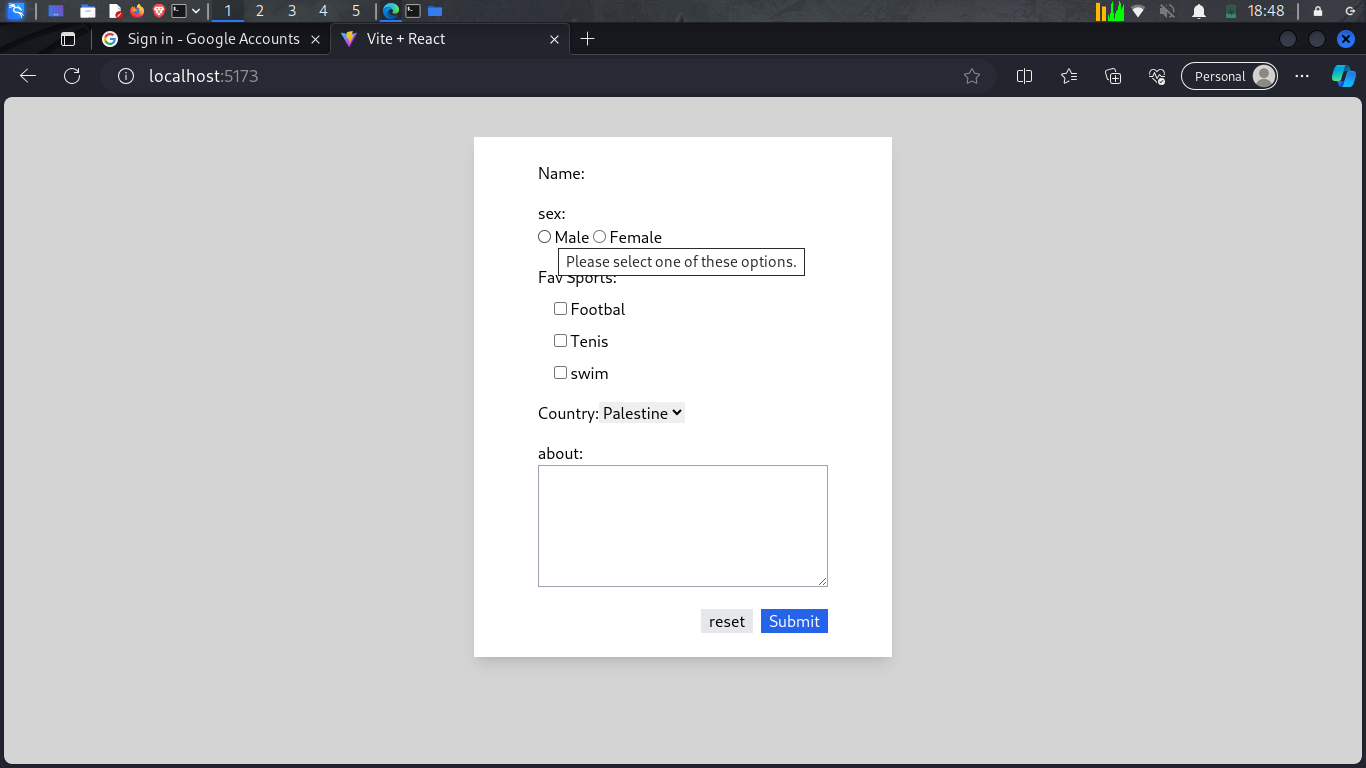 1 2 3 4 5 18:48
Sign in - Google Accounts Vite + React
localhost:5173 Personal
Name:
sex:
Male Female
Please select one of these options.
Fav Sports:
Footbal
Tenis
swim
Country: Palestine
about:
reset Submit